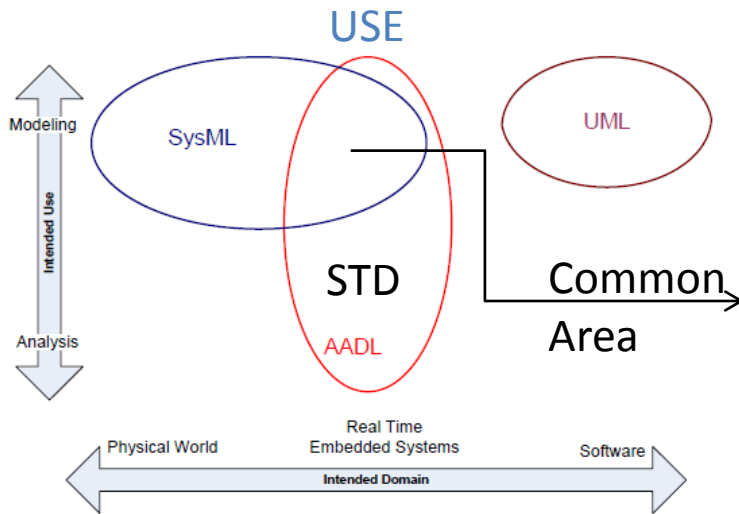 USE
Modeling
SysML
UML
Intended Use
STD
Common
Area
Analysis
AADL
Real Time
Physical World
Embedded Systems
Software
Intended Domain